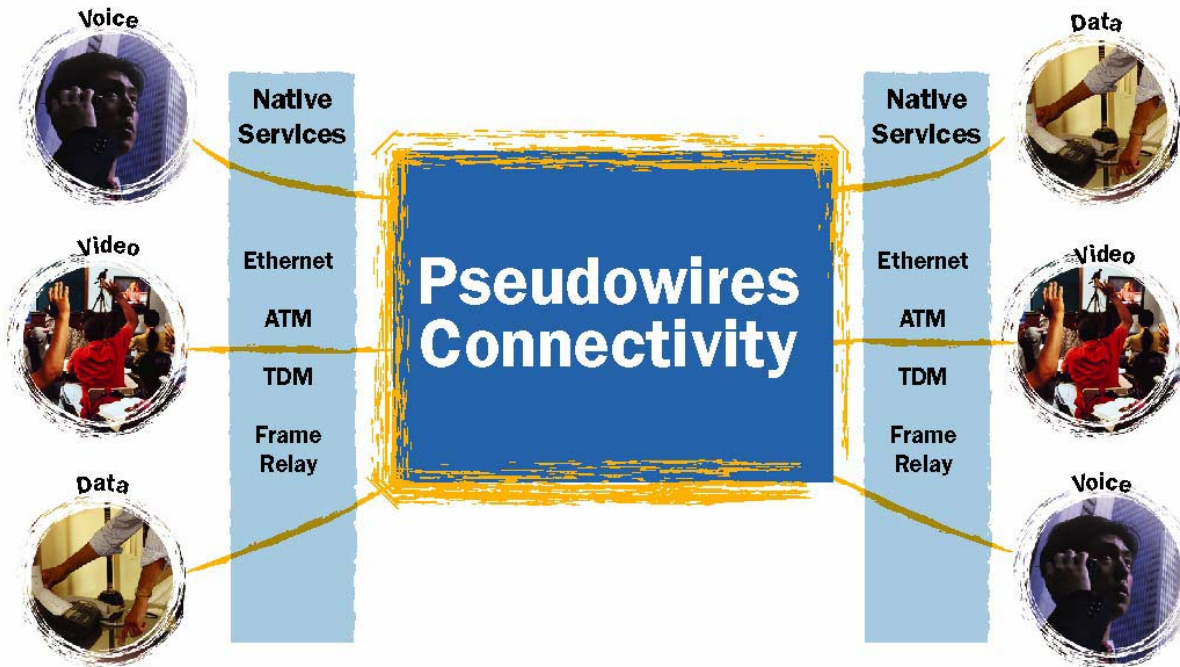 Voice
Video
Data
Native
Services
Ethernet
ATM
TDM
Frame
Relay
Pseudowires
Connectivity
Native
Services
Ethernet
ATM
TDM
Frame
Relay
Data
Video
Voice